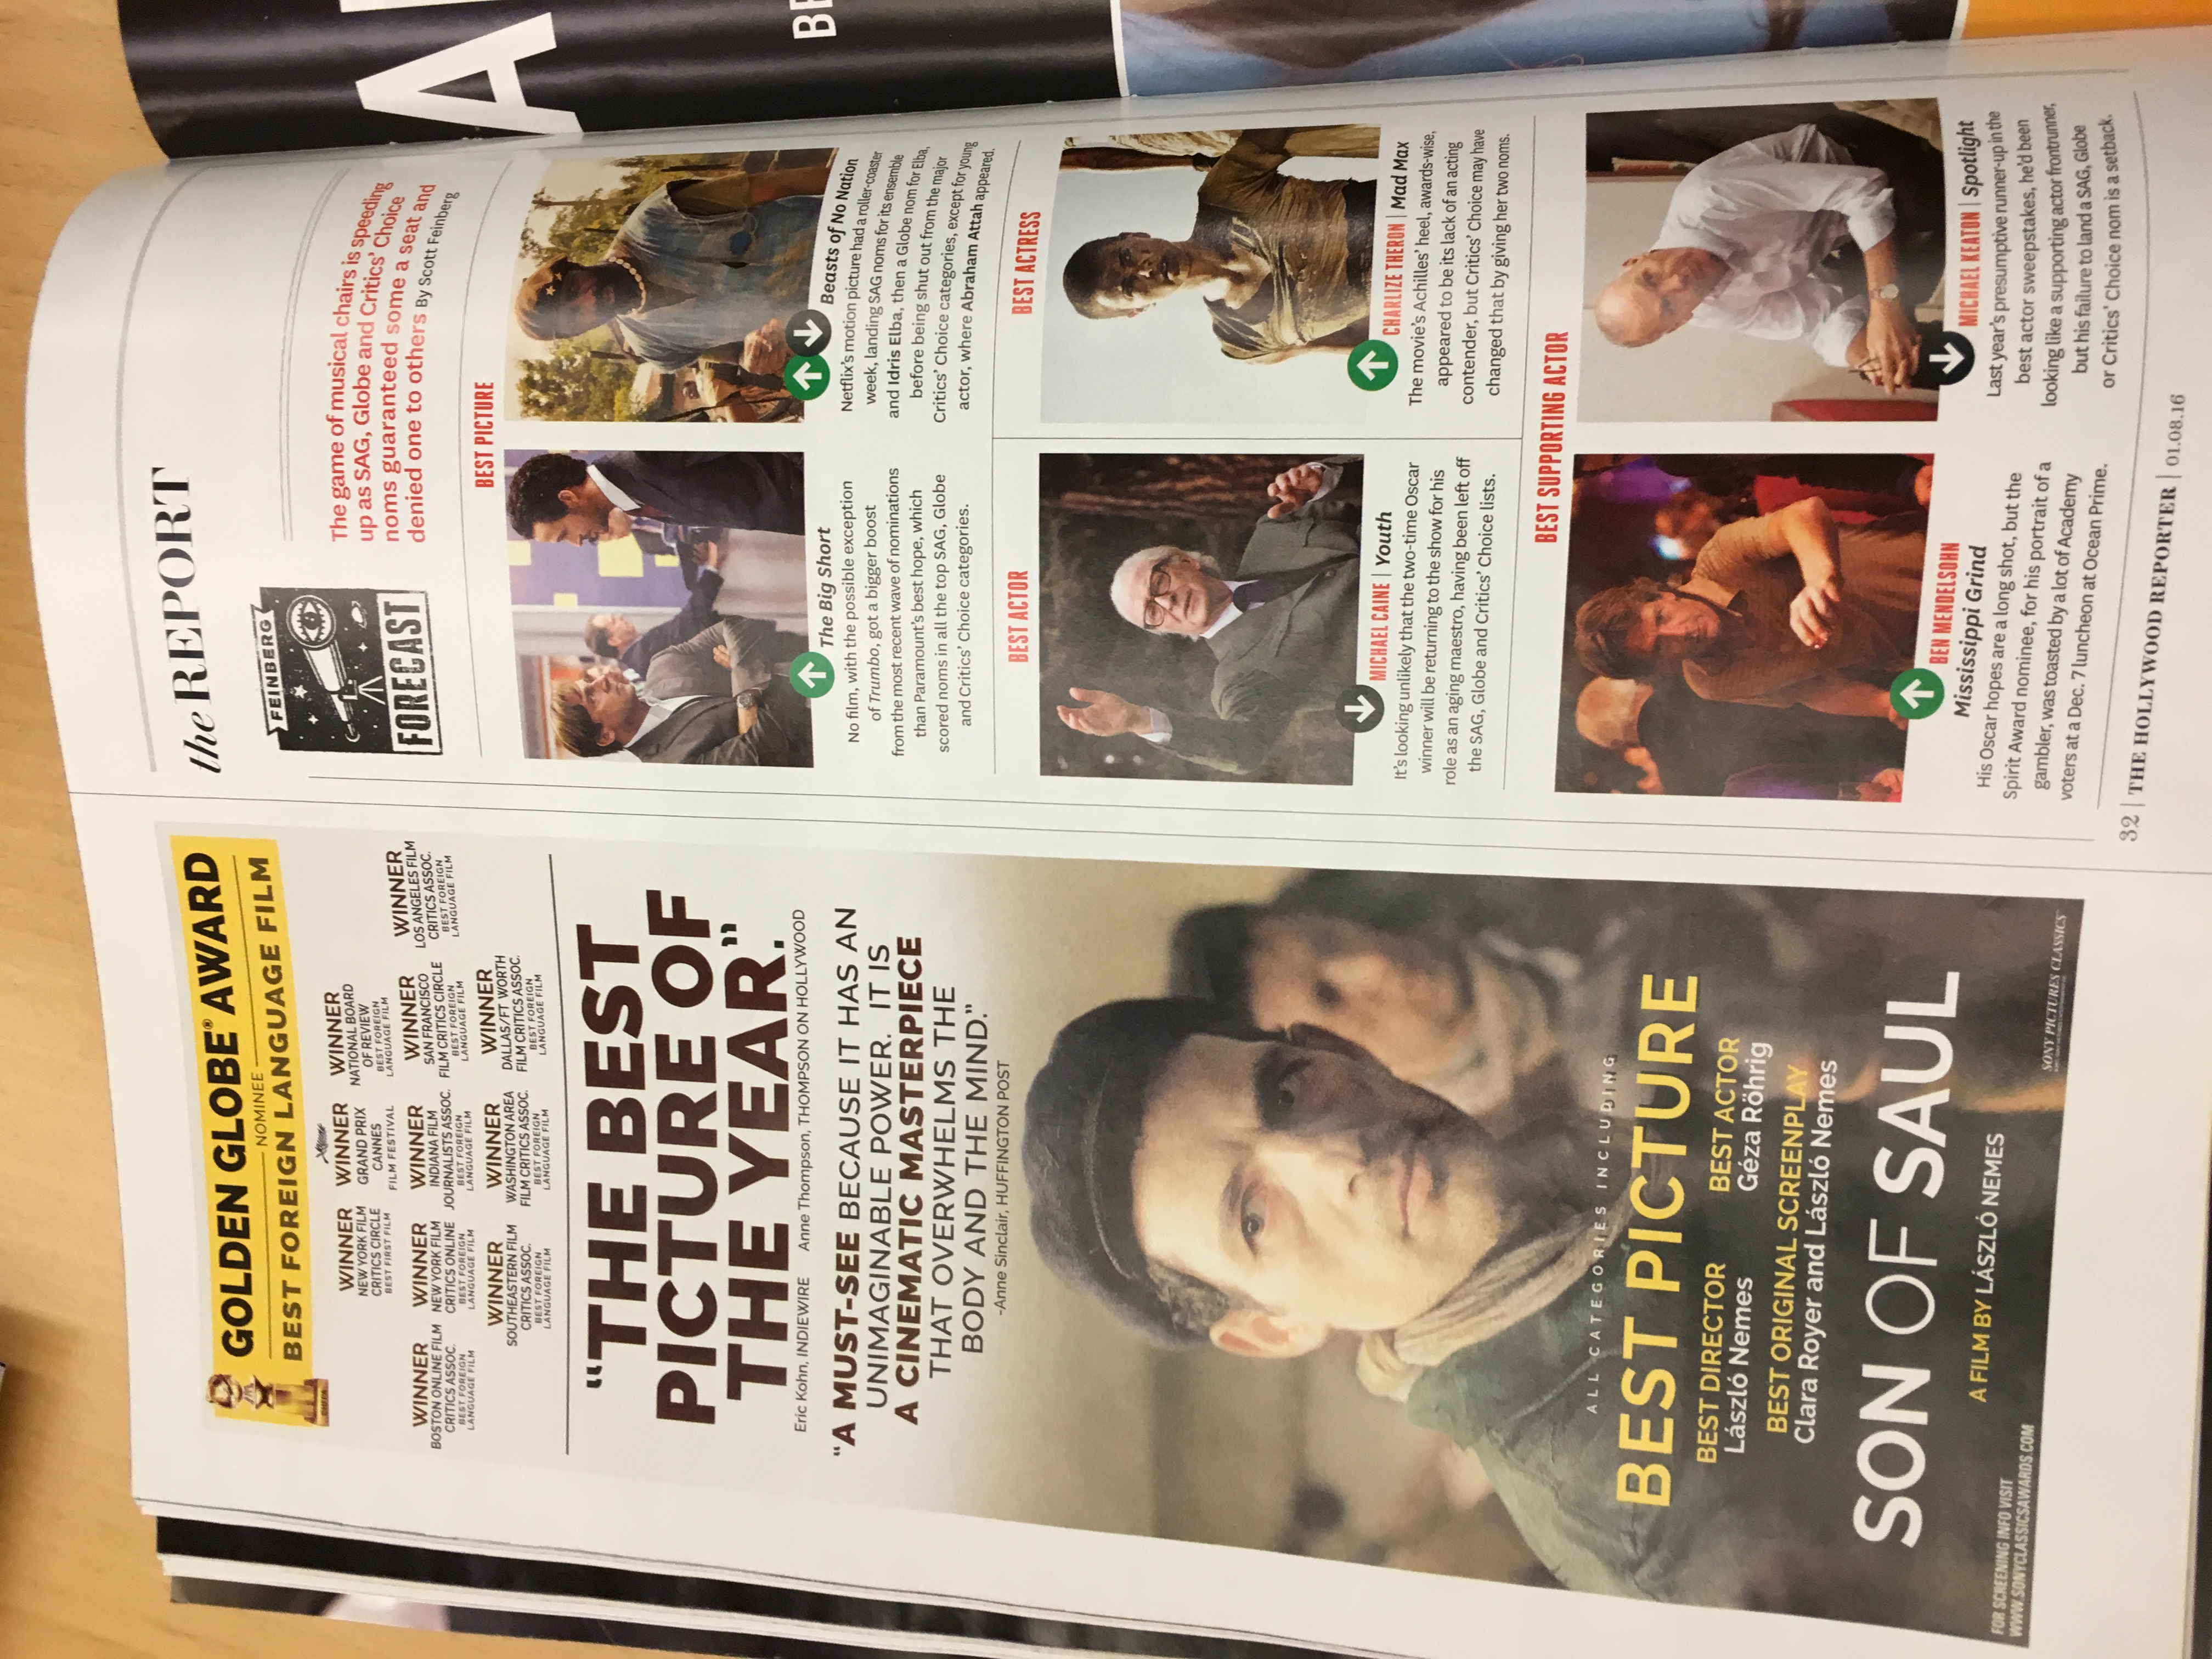 GOLDEN GLOBE® AWARD
NOMINEE
BEST FOREIGN LANGUAGE FILM
WINNER
NEW YORK FILM
CRITICS CIRCLE
BEST FIRST FILM
WINNER
GRAND PRIX
CANNES
FILM FESTIVAL
WINNER
NATIONAL BOARD
OF REVIEW
BEST FOREIGN
LANGUAGE FILM
WINNER
BOSTON ONLINE FILM
CRITICS ASSOC.
BEST FOREIGN
LANGUAGE FILM
WINNER
NEW YORK FILM
CRITICS ONLINE
BEST FOREIGN
LANGUAGE FILM
WINNER
INDIANA FILM
JOURNALISTS ASSOC.
BEST FOREIGN
LANGUAGE FILM
WINNER
SAN FRANCISCO
FILM CRITICS CIRCLE
BEST FOREIGN
LANGUAGE FILM
WINNER
LOS ANGELES FILM
CRITICS ASSOC.
BEST FOREIGN
LANGUAGE FILM
WINNER
SOUTHEASTERN FILM
CRITICS ASSOC.
BEST FOREIGN
LANGUAGE FILM
WINNER
WASHINGTON AREA
FILM CRITICS ASSOC.
BEST FOREIGN
LANGUAGE FILM
WINNER
DALLAS/FT WORTH
FILM CRITICS ASSOC.
BEST FOREIGN
LANGUAGE FILM
“THE BEST
PICTURE OF
THE YEAR.”
Eric Kohn, INDIEWIRE Anne Thompson, THOMPSON ON HOLLYWOOD
“A MUST-SEE BECAUSE IT HAS AN
UNIMAGINABLE POWER. IT IS
A CINEMATIC MASTERPIECE
THAT OVERWHELMS THE
BODY AND THE MIND.”
-Anne Sinclair, HUFFINGTON POST
ALL CATEGORIES INCLUDING
BEST PICTURE
BEST DIRECTOR
László Nemes
BEST ACTOR
Géza Röhrig
BEST ORIGINAL SCREENPLAY
Clara Royer and László Nemes
SON OF SAUL
A FILM BY LÁSZLÓ NEMES
FOR SCREENING INFO VISIT
WWW.SONYCLASSICSAWARDS.COM
SONY PICTURES CLASSICS
the REPORT
FEINBERG
FORECAST
The game of musical chairs is speeding
up as SAG, Globe and Critics’ Choice
noms guaranteed some a seat and
denied one to others By Scott Feinberg
BEST PICTURE
The Big Short
No film, with the possible exception
of Trumbo, got a bigger boost
from the most recent wave of nominations
than Paramount’s best hope, which
scored noms in all the top SAG, Globe
and Critics’ Choice categories.
Beasts of No Nation
Netflix’s motion picture had a roller-coaster
week, landing SAG noms for its ensemble
and Idris Elba, then a Globe nom for Elba,
before being shut out from the major
Critics’ Choice categories, except for young
actor, where Abraham Attah appeared.
BEST ACTOR
MICHAEL CAINE | Youth
It’s looking unlikely that the two-time Oscar
winner will be returning to the show for his
role as an aging maestro, having been left off
the SAG, Globe and Critics’ Choice lists.
BEST ACTRESS
CHARLIZE THERON | Mad Max
The movie’s Achilles’ heel, awards-wise,
appeared to be its lack of an acting
contender, but Critics’ Choice may have
changed that by giving her two noms.
BEST SUPPORTING ACTOR
BEN MENDELSOHN
Mississippi Grind
His Oscar hopes are a long shot, but the
Spirit Award nominee, for his portrait of a
gambler, was toasted by a lot of Academy
voters at a Dec. 7 luncheon at Ocean Prime.
MICHAEL KEATON | Spotlight
Last year’s presumptive runner-up in the
best actor sweepstakes, he’d been
looking like a supporting actor frontrunner,
but his failure to land a SAG, Globe
or Critics’ Choice nom is a setback.
32 | THE HOLLYWOOD REPORTER | 01.08.16